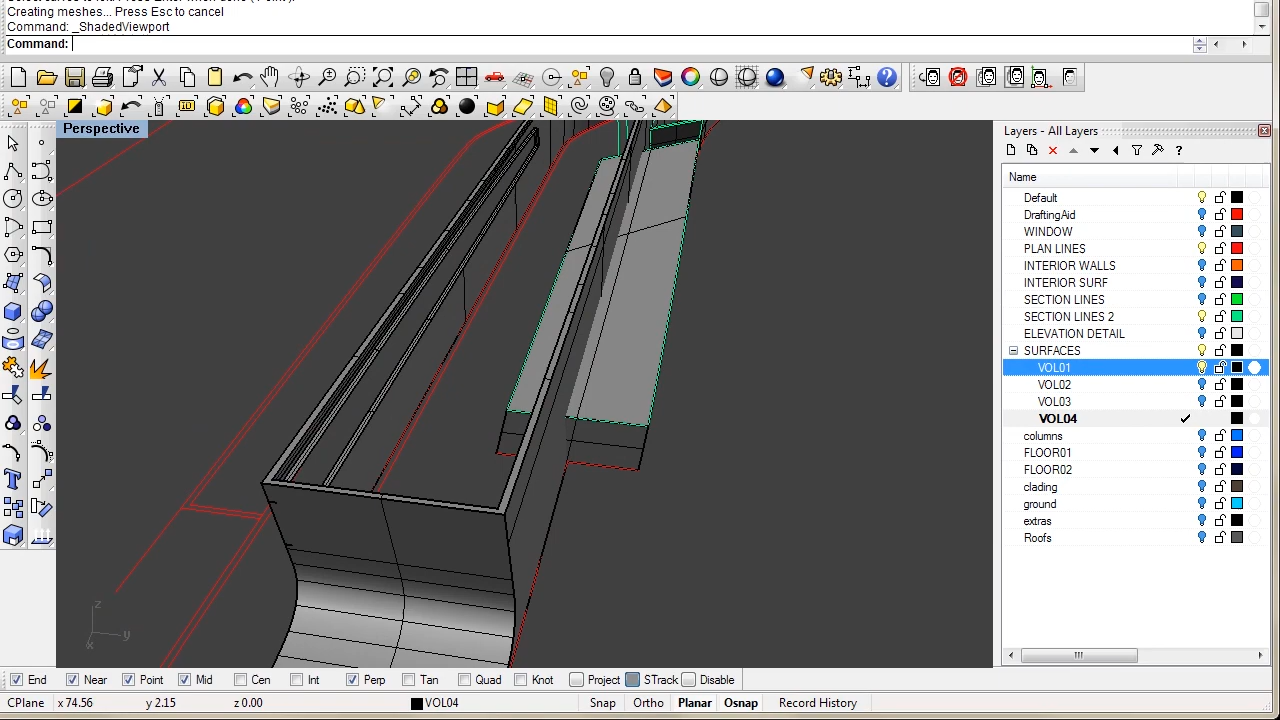 Creating meshes... Press Esc to cancel
Command: _ShadedViewport
Command:
Perspective
Layers - All Layers
Name
Default
DraftingAid
WINDOW
PLAN LINES
INTERIOR WALLS
INTERIOR SURF
SECTION LINES
SECTION LINES 2
ELEVATION DETAIL
SURFACES
VOL01
VOL02
VOL03
VOL04
columns
FLOOR01
FLOOR02
clading
ground
extras
Roofs
z
y
x
End Near Point Mid Cen Int Perp Tan Quad Knot Project STrack Disable
CPlane x 74.56 y 2.15 z 0.00 VOL04 Snap Ortho Planar Osnap Record History